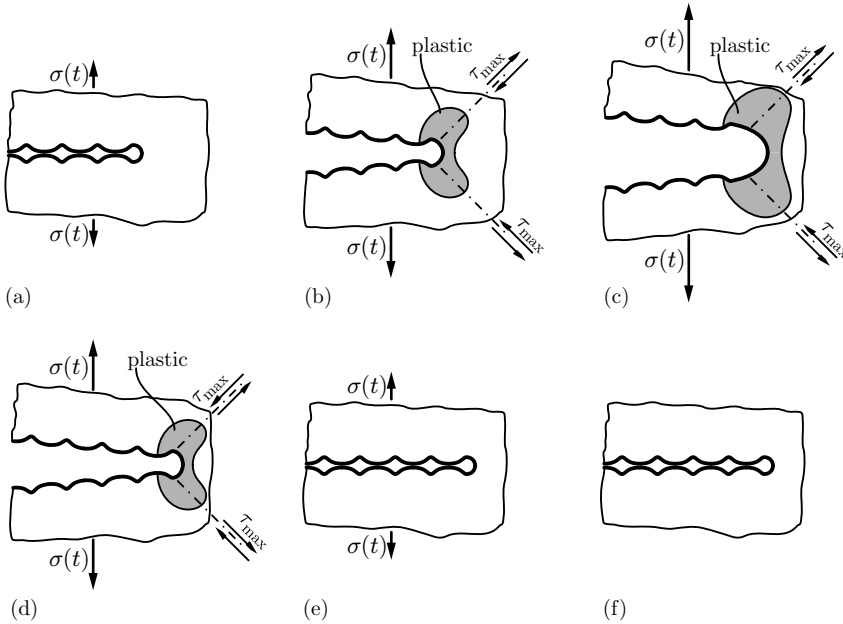 σ(t)
σ(t)
(a)
σ(t)
plastic
τmax
τmax
σ(t)
(b)
σ(t)
plastic
τmax
τmax
σ(t)
(c)
σ(t)
plastic
τmax
τmax
σ(t)
(d)
σ(t)
σ(t)
(e)
(f)